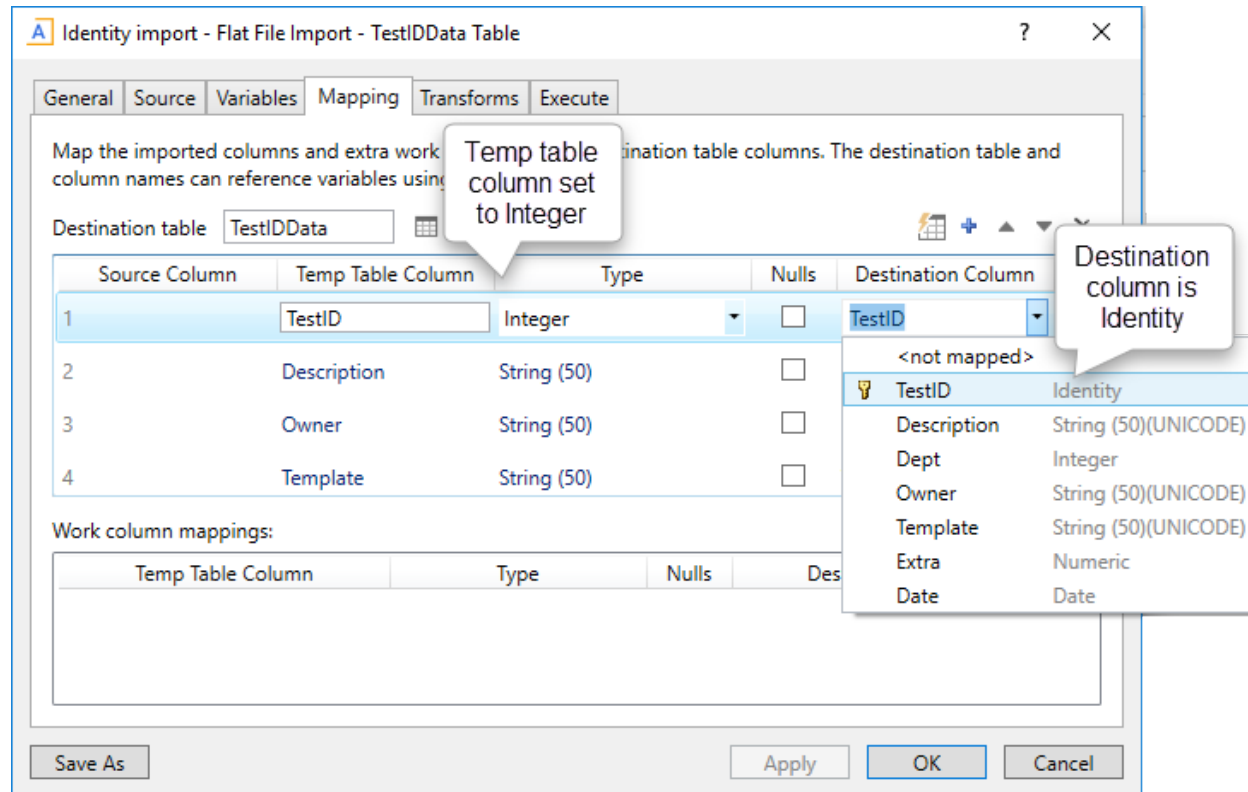 A Identity import - Flat File Import - TestIDData Table ?
General Source Variables Mapping Transforms Execute
Map the imported columns and extra work ination table columns. The destination table and
column names can reference variables using
Temp table
column set
to Integer
Destination table TestIDData
Destination
column is
Identity
Source Column Temp Table Column Type Nulls Destination Column
1 TestID Integer TestID
2 Description String (50)
3 Owner String (50)
4 Template String (50)
<not mapped>
TestID Identity
Description String (50)(UNICODE)
Dept Integer
Owner String (50)(UNICODE)
Template String (50)(UNICODE)
Extra Numeric
Date Date
Work column mappings:
Temp Table Column Type Nulls Des
Save As Apply OK Cancel